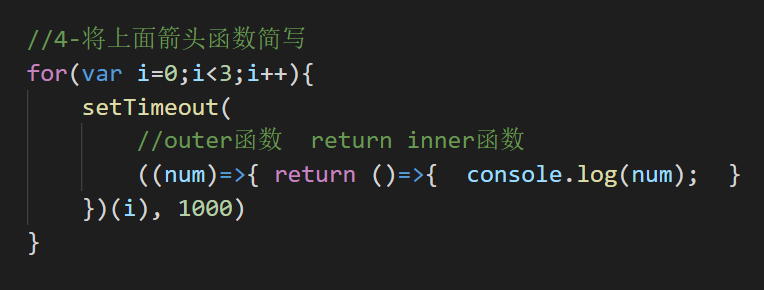 //4-将上面箭头函数简写
for(var i=0;i<3;i++){
setTimeout(
//outer函数  return inner函数
((num)=>{ return ()=>{  console.log(num);  }
})(i), 1000)
}